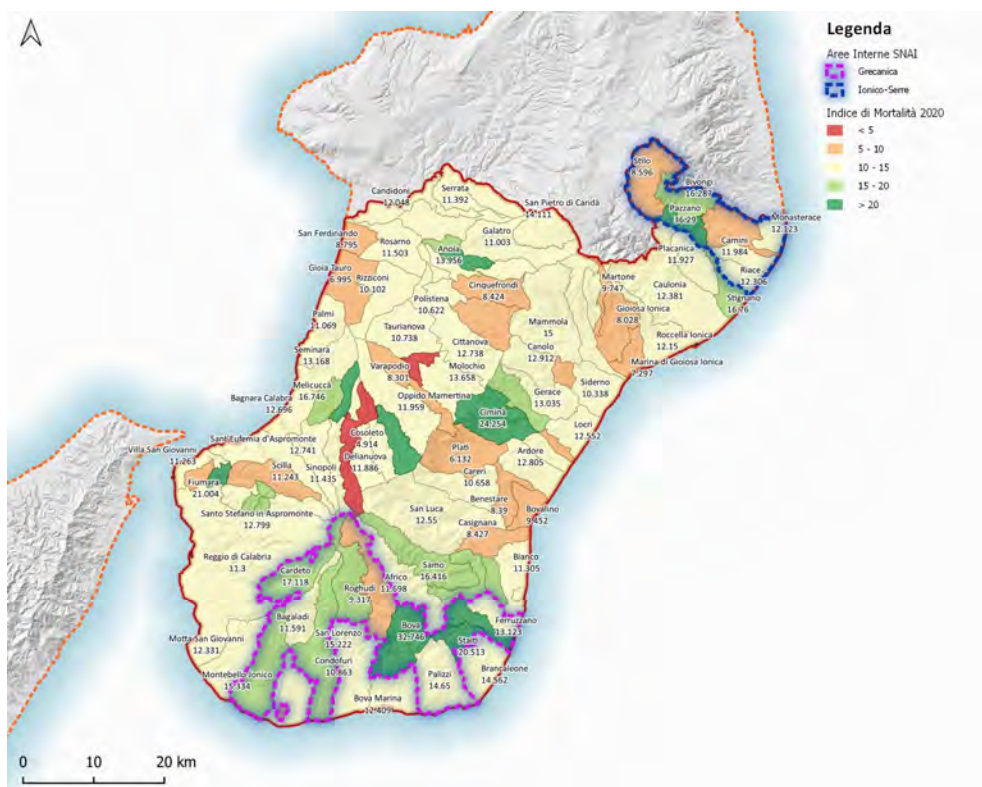 Legenda
Aree Interne SNAI
Grecanica
Ionico-Serre
Indice di Mortalità 2020
< 5
5 - 10
10 - 15
15 - 20
> 20
Stilo
8.596
Bivongi
16.287
Pazzano
Monasterace
12.123
Camini
11.984
Placanica
11.927
Riace
12.306
Stignano
16.76
Candidoni
12.048
Serrata
11.392
San Pietro di Caridà
14.111
San Ferdinando
8.795
Rosarno
11.503
Galatro
11.003
Anoia
13.956
Gioia Tauro
6.995
Rizziconi
10.102
Cinquefrondi
8.424
Martone
9.747
Caulonia
12.381
Polistena
10.622
Gioiosa Ionica
8.028
Palmi
11.069
Taurianova
10.738
Mammola
15
Roccella Ionica
12.15
Cittanova
12.738
Canolo
12.912
Seminara
13.168
Varapodio
8.301
Molochio
13.658
Marina di Gioiosa Ionica
7.297
Melicuccà
16.746
Oppido Mamertina
11.959
Gerace
13.035
Siderno
10.338
Bagnara Calabra
12.696
Ciminà
24.254
Cosoleto
4.914
Locri
12.552
Sant'Eufemia d'Aspromonte
12.741
Delianuova
11.886
Platì
6.132
Ardore
12.805
Villa San Giovanni
11.263
Scilla
11.243
Sinopoli
11.435
Careri
10.658
Fiumara
21.004
Benestare
8.39
Bovalino
9.452
Santo Stefano in Aspromonte
12.799
San Luca
12.55
Casignana
8.427
Reggio di Calabria
11.3
Bianco
11.305
Cardeto
17.118
Africo
11.698
Samo
16.416
Roghudi
9.317
Bagaladi
11.591
San Lorenzo
15.222
Bova
32.746
Ferruzzano
13.123
Motta San Giovanni
12.331
Staiti
20.513
Condofuri
10.863
Montebello Jonico
15.334
Palizzi
14.65
Brancaleone
14.562
Bova Marina
12.409
0 10 20 km